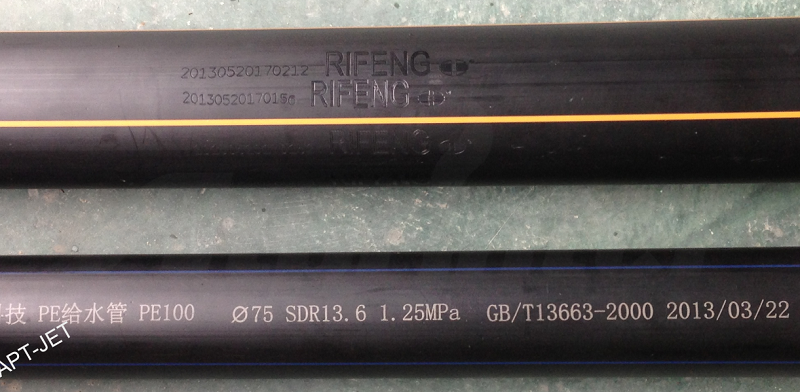 20130520170212 RIFENG
RIFENG
RIFENG
技 PE给水管 PE100 Ø75 SDR13.6 1.25MPa GB/T13663-2000 2013/03/22
APT-JET